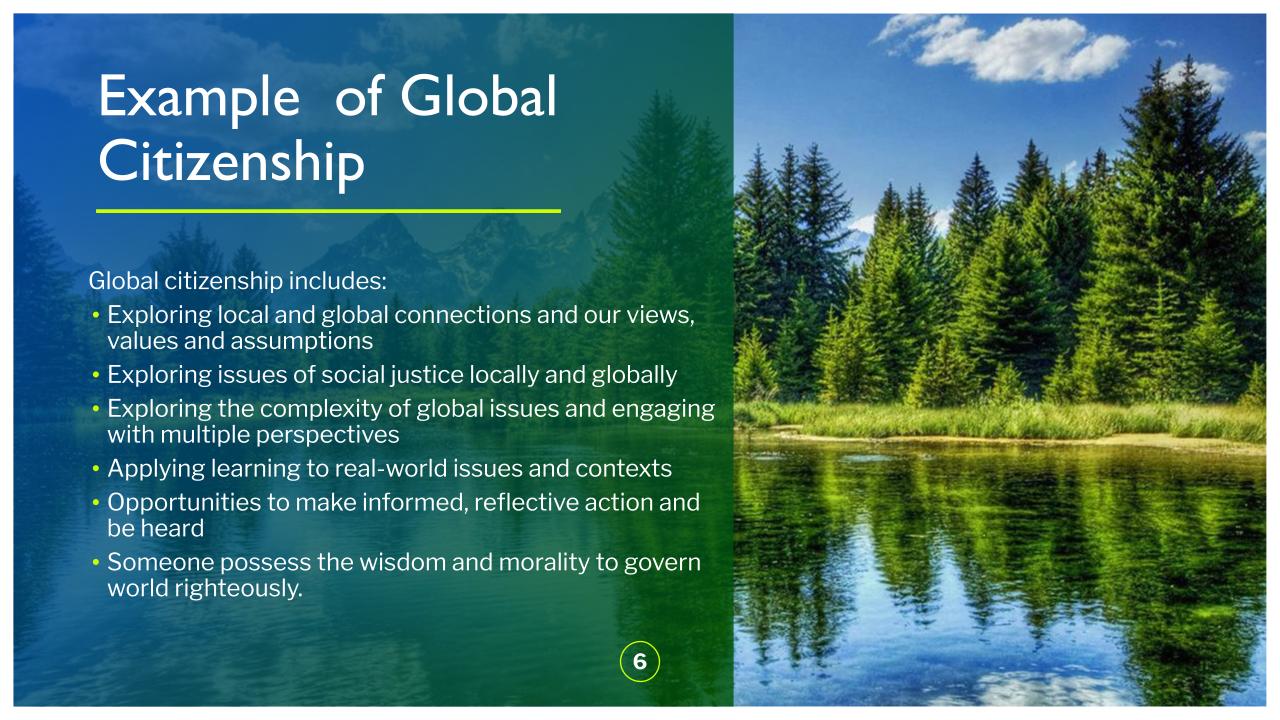 Example  of Global
Citizenship
Global citizenship includes:
• Exploring local and global connections and our views,
values and assumptions
• Exploring issues of social justice locally and globally
• Exploring the complexity of global issues and engaging
with multiple perspectives
• Applying learning to real-world issues and contexts
• Opportunities to make informed, reflective action and
be heard
• Someone possess the wisdom and morality to govern
world righteously.
6